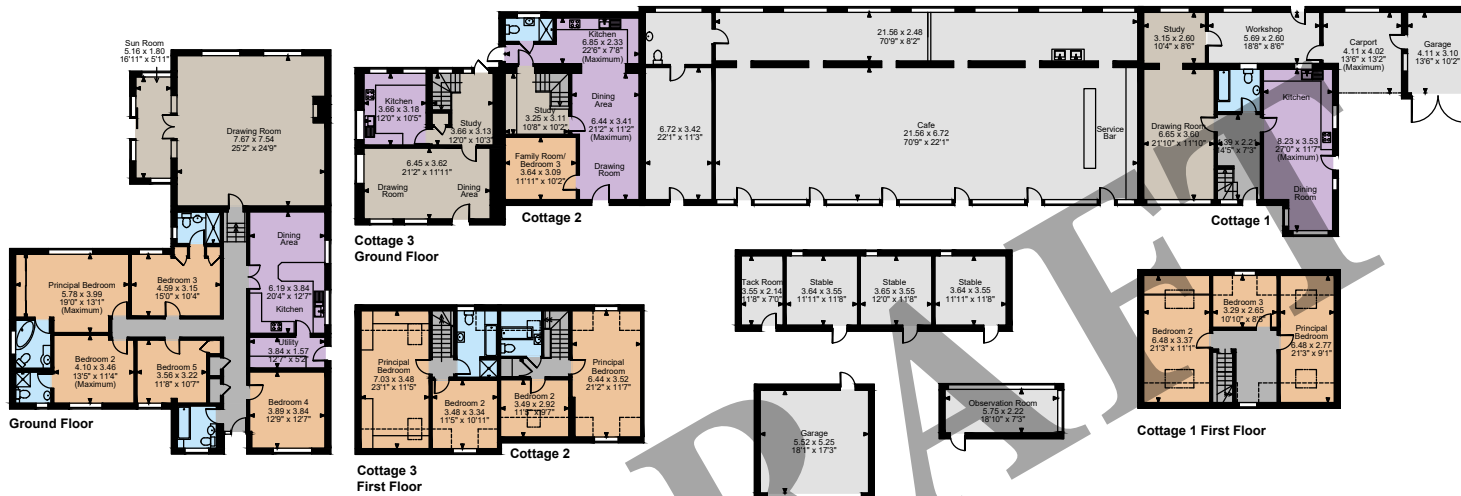 Sun Room
5.16 x 1.80
16'11" x 5'11"
Drawing Room
7.67 x 7.54
25'2" x 24'9"
Dining
Area
6.19 x 3.84
20'4" x 12'7"
Kitchen
Utility
3.84 x 1.57
12'7" x 5'2"
Principal Bedroom
5.78 x 3.99
19'0" x 13'1"
(Maximum)
Bedroom 3
4.59 x 3.15
15'0" x 10'4"
Bedroom 2
4.10 x 3.46
13'5" x 11'4"
(Maximum)
Bedroom 5
3.56 x 3.22
11'8" x 10'7"
Bedroom 4
3.89 x 3.84
12'9" x 12'7"
Ground Floor
Kitchen
3.66 x 3.18
12'0" x 10'5"
Study
3.66 x 3.13
12'0" x 10'3"
6.45 x 3.62
21'2" x 11'11"
Drawing
Room
Dining
Area
Cottage 3
Ground Floor
Kitchen
6.85 x 2.33
22'6" x 7'8"
(Maximum)
Study
3.25 x 3.11
10'8" x 10'2"
Dining
Area
6.44 x 3.41
21'2" x 11'2"
(Maximum)
Drawing
Room
Family Room/
Bedroom 3
3.64 x 3.09
11'11" x 10'2"
Cottage 2
6.72 x 3.42
22'1" x 11'3"
21.56 x 2.48
70'9" x 8'2"
Cafe
21.56 x 6.72
70'9" x 22'1"
Service
Bar
Study
3.15 x 2.60
10'4" x 8'6"
Workshop
5.69 x 2.60
18'8" x 8'6"
Carport
4.11 x 4.02
13'6" x 13'2"
(Maximum)
Garage
4.11 x 3.10
13'6" x 10'2"
Drawing Room
6.65 x 3.60
21'10" x 11'10"
4.39 x 2.21
14'5" x 7'3"
Kitchen
8.23 x 3.53
27'0" x 11'7"
(Maximum)
Dining
Room
Cottage 1
Principal
Bedroom
7.03 x 3.48
23'1" x 11'5"
Bedroom 2
3.48 x 3.34
11'5" x 10'11"
Bedroom 2
3.49 x 2.92
11'5" x 9'7"
Principal
Bedroom
6.44 x 3.52
21'2" x 11'7"
Cottage 2
Cottage 3
First Floor
Tack Room
3.55 x 2.14
11'8" x 7'0"
Stable
3.64 x 3.55
11'11" x 11'8"
Stable
3.65 x 3.55
12'0" x 11'8"
Stable
3.64 x 3.55
11'11" x 11'8"
Garage
5.52 x 5.25
18'1" x 17'3"
Observation Room
5.75 x 2.22
18'10" x 7'3"
Bedroom 2
6.48 x 3.37
21'3" x 11'1"
Bedroom 3
3.29 x 2.65
10'10" x 8'8"
Principal
Bedroom
6.48 x 2.77
21'3" x 9'1"
Cottage 1 First Floor
DRAFT